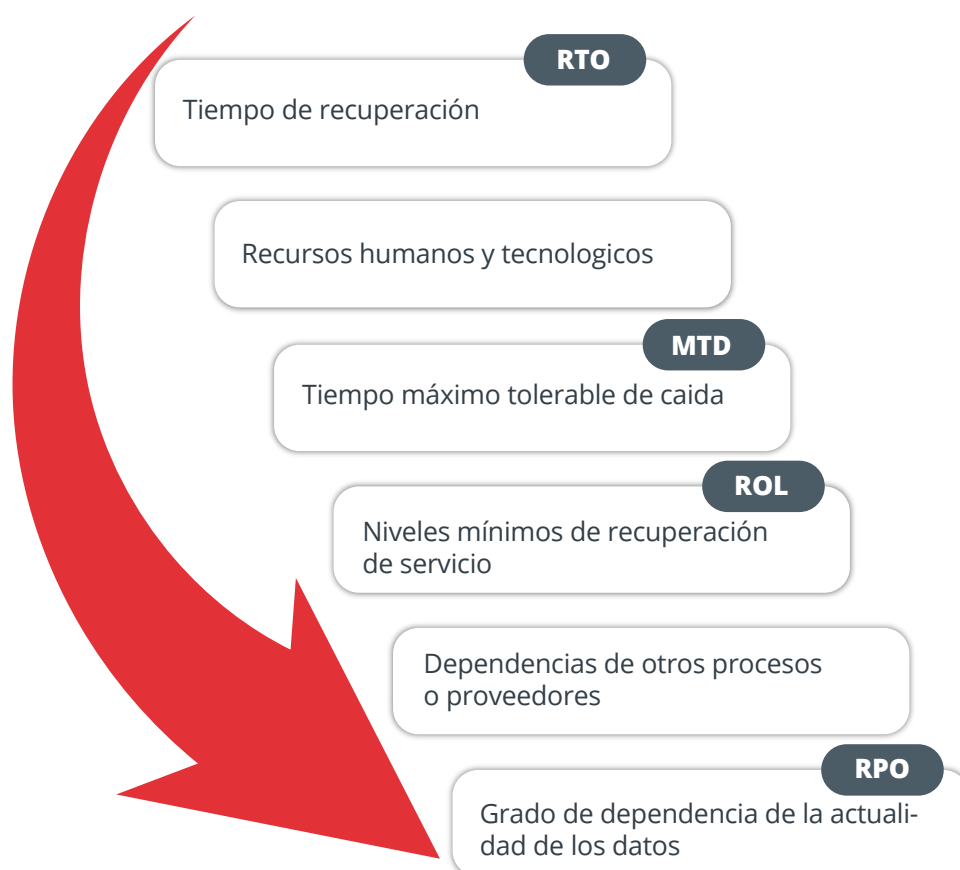 RTO
Tiempo de recuperación
Recursos humanos y tecnologicos
MTD
Tiempo máximo tolerable de caida
ROL
Niveles mínimos de recuperación
de servicio
Dependencias de otros procesos
o proveedores
RPO
Grado de dependencia de la actuali-
dad de los datos